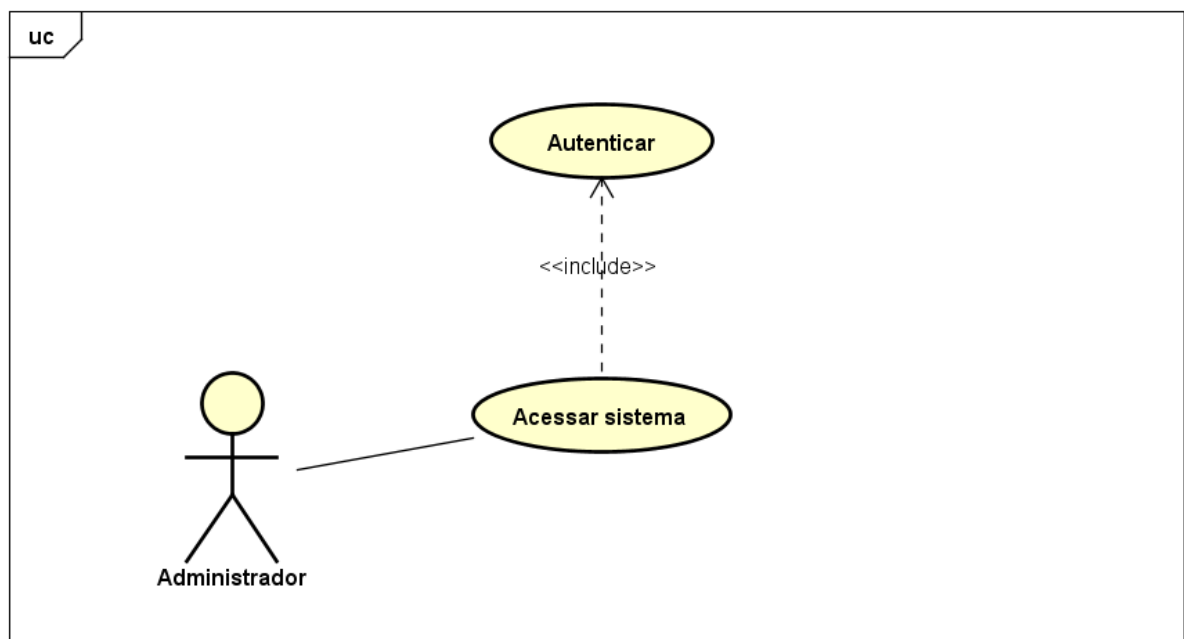 uc
Autenticar
<<include>>
Acessar sistema
Administrador